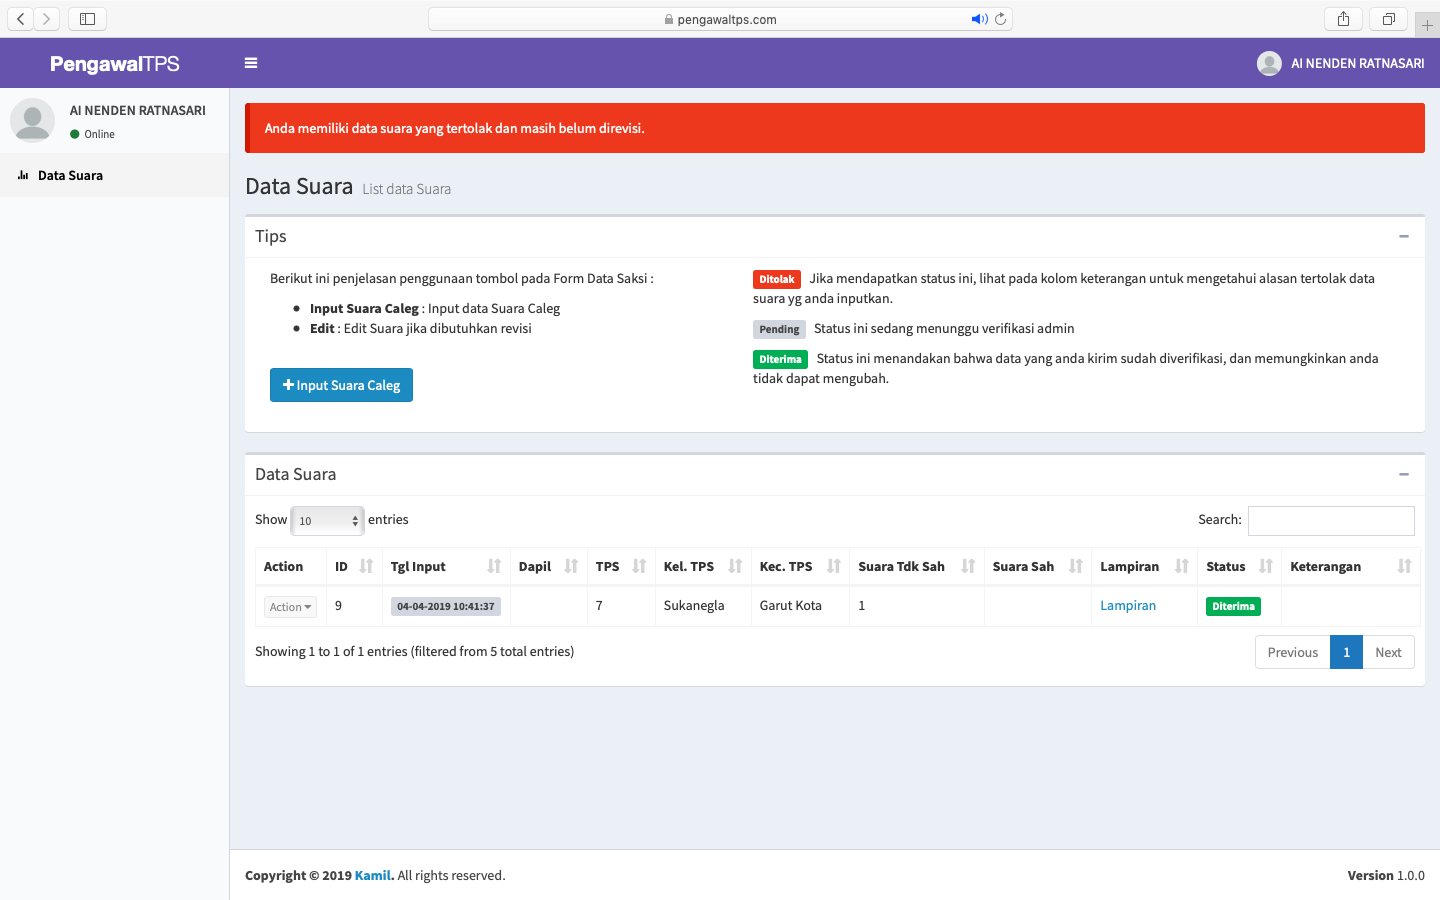 pengawaltps.com
PengawalTPS
AI NENDEN RATNASARI
AI NENDEN RATNASARI
Online
Data Suara
Anda memiliki data suara yang tertolak dan masih belum direvisi.
Data Suara List data Suara
Tips
Berikut ini penjelasan penggunaan tombol pada Form Data Saksi :
Input Suara Caleg : Input data Suara Caleg
Edit : Edit Suara jika dibutuhkan revisi
Input Suara Caleg
Ditolak Jika mendapatkan status ini, lihat pada kolom keterangan untuk mengetahui alasan tertolak data
suara yg anda inputkan.
Pending Status ini sedang menunggu verifikasi admin
Diterima Status ini menandakan bahwa data yang anda kirim sudah diverifikasi, dan memungkinkan anda
tidak dapat mengubah.
Data Suara
Show 10 entries Search:
Action ID Tgl Input Dapil TPS Kel. TPS Kec. TPS Suara Tdk Sah Suara Sah Lampiran Status Keterangan
Action 9 04-04-2019 10:41:37 7 Sukanegla Garut Kota 1 Lampiran Diterima
Showing 1 to 1 of 1 entries (filtered from 5 total entries) Previous 1 Next
Copyright © 2019 Kamil. All rights reserved. Version 1.0.0